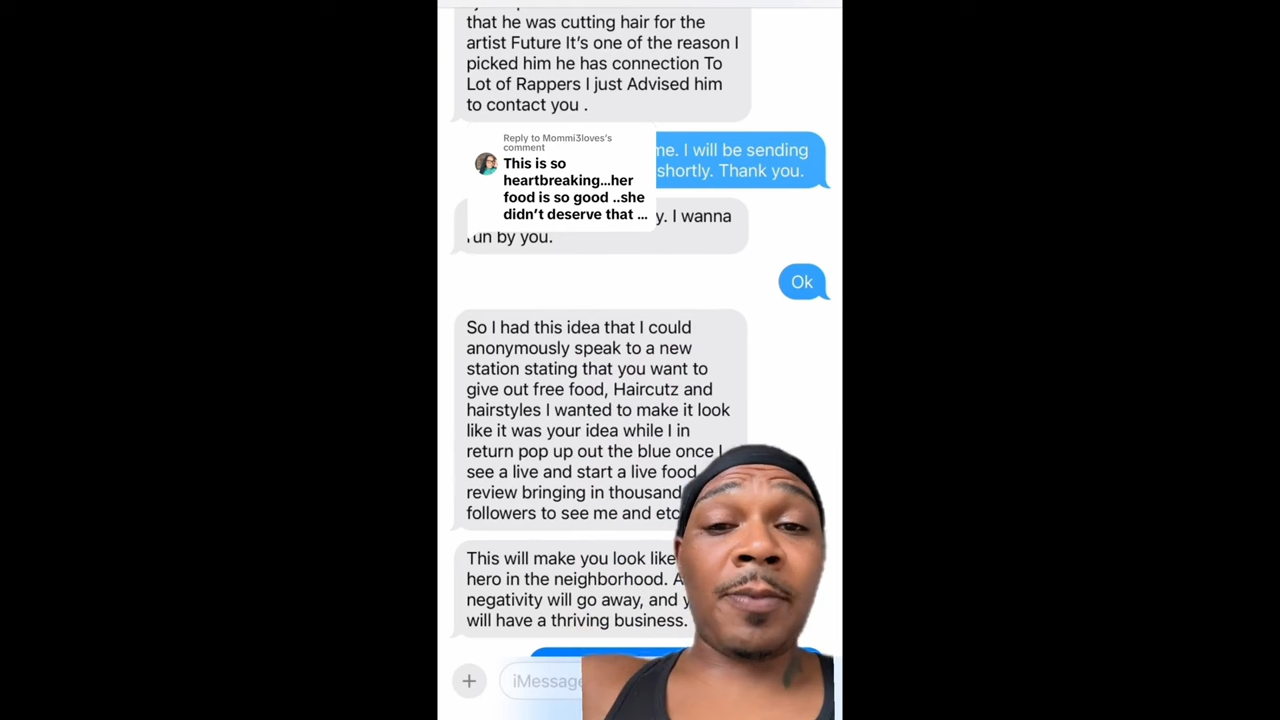 that he was cutting hair for the
artist Future It's one of the reason I
picked him he has connection To
Lot of Rappers I just Advised him
to contact you .
Reply to Mommi3loves's
comment
This is so
heartbreaking...her
food is so good ..she
didn't deserve that ...
me. I will be sending
shortly. Thank you.
I wanna
run by you.
Ok
So I had this idea that I could
anonymously speak to a new
station stating that you want to
give out free food, Haircutz and
hairstyles I wanted to make it look
like it was your idea while I in
return pop up out the blue once I
see a live and start a live food
review bringing in thousand
followers to see me and etc
This will make you look like
hero in the neighborhood. A
negativity will go away, and
will have a thriving business.
iMessage